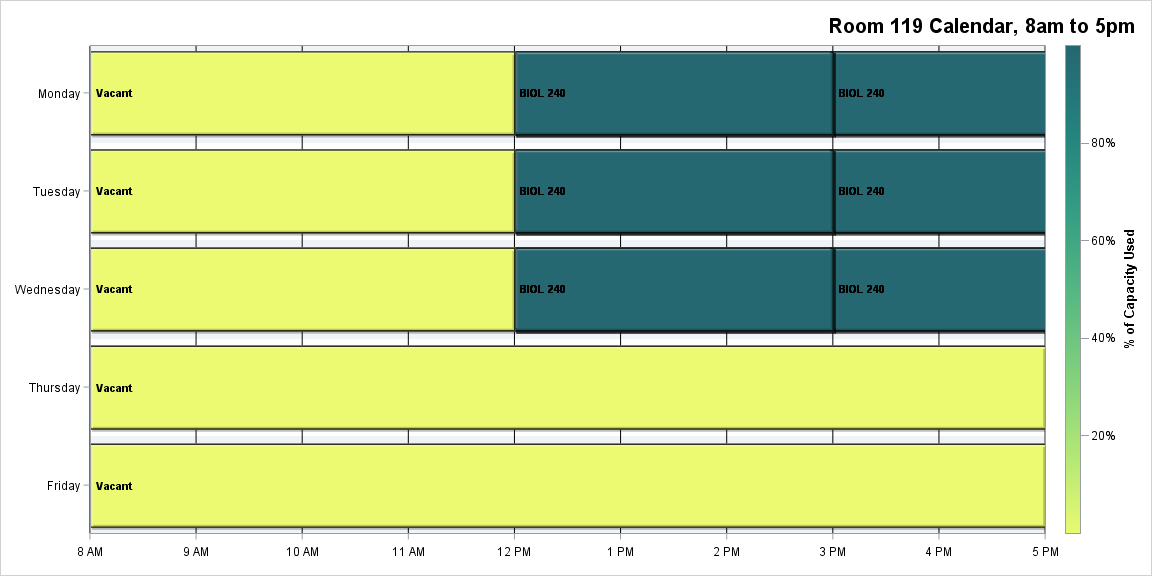 Room 119 Calendar, 8am to 5pm
Monday Vacant BIOL 240 BIOL 240
80%
Tuesday Vacant BIOL 240 BIOL 240
60%
% of Capacity Used
Wednesday Vacant BIOL 240 BIOL 240
40%
Thursday Vacant
20%
Friday Vacant
8 AM 9 AM 10 AM 11 AM 12 PM 1 PM 2 PM 3 PM 4 PM 5 PM